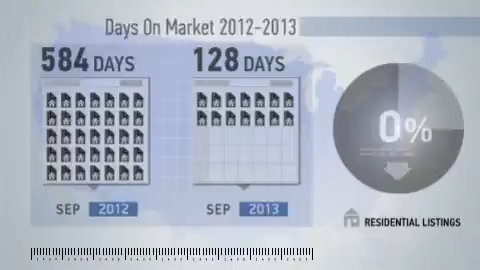 Days On Market 2012-2013
584 DAYS
128 DAYS
0%
SEP 2012
SEP 2013
RESIDENTIAL LISTINGS